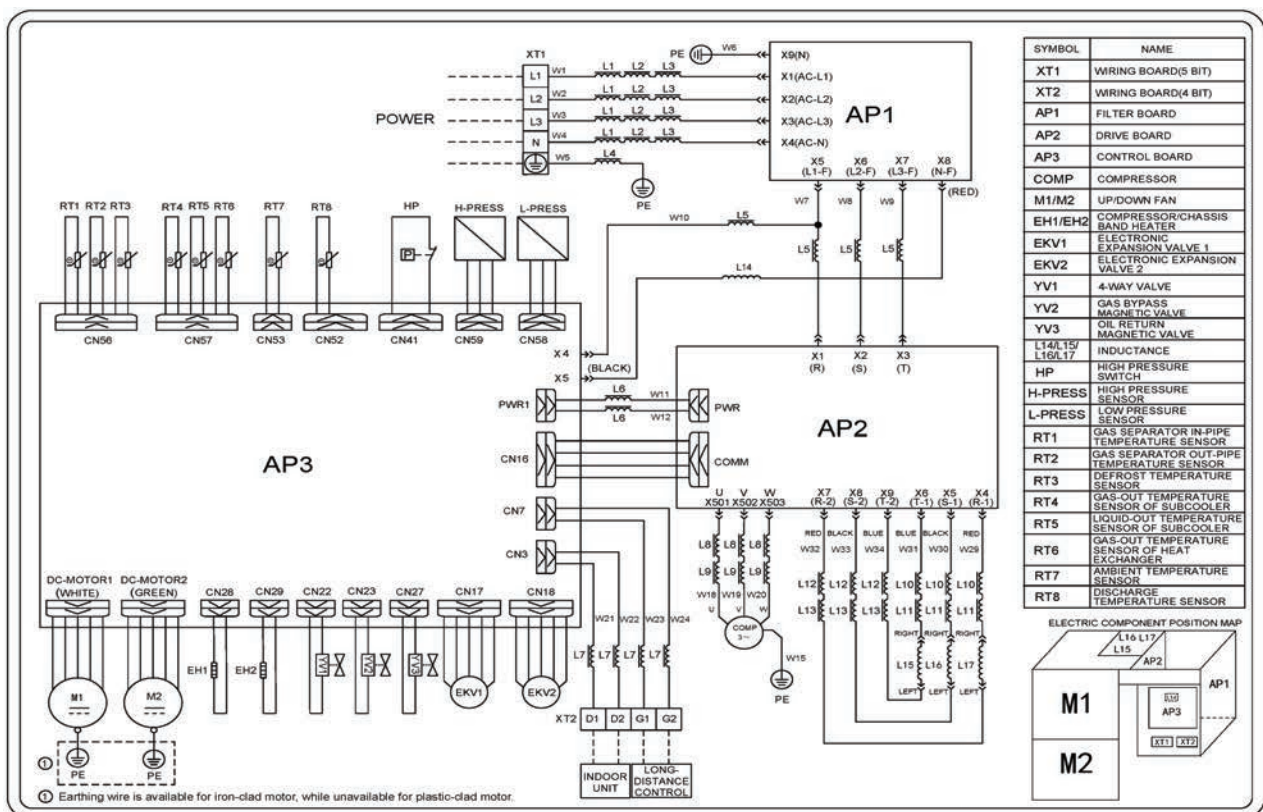 XT1
PE W6 X9(N)
L1 W1 L1 L2 L3 X1(AC-L1)
L2 W2 L1 L2 L3 X2(AC-L2)
POWER
L3 W3 L1 L2 L3 X3(AC-L3)
N W4 L1 L2 L3 X4(AC-N)
W5 L4
PE
AP1
X5 X6 X7 X8
(L1-F) (L2-F) (L3-F) (N-F)
(RED)
W7 W8 W9
W10 L5
L5 L5
L14
RT1 RT2 RT3 RT4 RT5 RT6 RT7 RT8 HP H-PRESS L-PRESS
P
CN56 CN57 CN53 CN52 CN41 CN59 CN58
X4
(BLACK)
X5
X1 X2 X3
(R) (S) (T)
PWR1 L6 W11 PWR
L6 W12
AP3
CN16 COMM
AP2
CN7
CN3
U V W X7 X8 X9 X6 X5 X4
X501 X502 X503 (R-2) (S-2) (T-2) (T-1) (S-1) (R-1)
RED BLACK BLUE BLUE BLACK RED
W32 W33 W34 W31 W30 W29
L8 L8 L8
L9 L9 L9
L12 L13 L12 L10 L10 L10
L13 L13 L13 L11 L11 L11
W18 W19 W20
U V W
COMP
3~
W15
PE
RIGHT RIGHT RIGHT
L15 L16 L17
LEFT LEFT LEFT
DC-MOTOR1 DC-MOTOR2 CN28 CN29 CN22 CN23 CN27 CN17 CN18
(WHITE) (GREEN)
W21 W22 W23 W24
L7 L7 L7 L7
EH1 EH2 YV1 YV2 YV3
M1 M2 EKV1 EKV2
XT2 D1 D2 G1 G2
PE PE
①
INDOOR UNIT
LONG-DISTANCE CONTROL
① Earthing wire is available for iron-clad motor, while unavailable for plastic-clad motor.
SYMBOL NAME
XT1 WIRING BOARD(5 BIT)
XT2 WIRING BOARD(4 BIT)
AP1 FILTER BOARD
AP2 DRIVE BOARD
AP3 CONTROL BOARD
COMP COMPRESSOR
M1/M2 UP/DOWN FAN
EH1/EH2 COMPRESSOR/CHASSIS BAND HEATER
EKV1 ELECTRONIC EXPANSION VALVE 1
EKV2 ELECTRONIC EXPANSION VALVE 2
YV1 4-WAY VALVE
YV2 GAS BYPASS MAGNETIC VALVE
YV3 OIL RETURN MAGNETIC VALVE
L14/L15/L16/L17 INDUCTANCE
HP HIGH PRESSURE SWITCH
H-PRESS HIGH PRESSURE SENSOR
L-PRESS LOW PRESSURE SENSOR
RT1 GAS SEPARATOR IN-PIPE TEMPERATURE SENSOR
RT2 GAS SEPARATOR OUT-PIPE TEMPERATURE SENSOR
RT3 DEFROST TEMPERATURE SENSOR
RT4 GAS-OUT TEMPERATURE SENSOR OF SUBCOOLER
RT5 LIQUID-OUT TEMPERATURE SENSOR OF SUBCOOLER
RT6 GAS-OUT TEMPERATURE SENSOR OF HEAT EXCHANGER
RT7 AMBIENT TEMPERATURE SENSOR
RT8 DISCHARGE TEMPERATURE SENSOR
ELECTRIC COMPONENT POSITION MAP
L16 L17
L15
AP2
AP1
M1
L14
AP3
XT1 XT2
M2